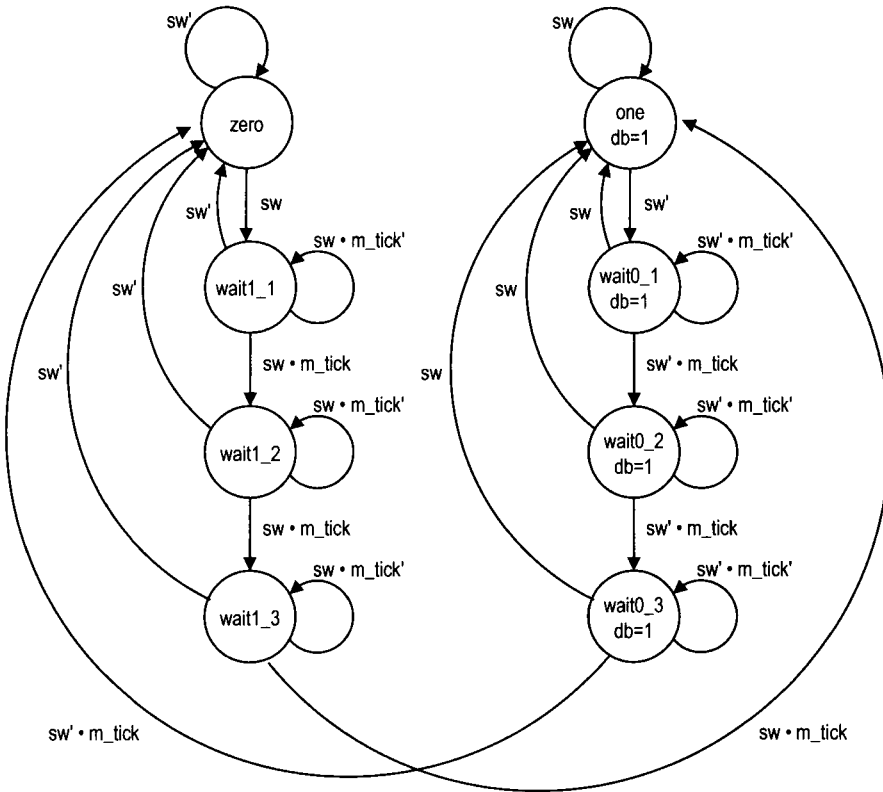 sw'
sw
zero
one
db=1
sw'
sw
sw
sw'
sw • m_tick'
sw' • m_tick'
wait1_1
wait0_1
db=1
sw'
sw
sw • m_tick
sw' • m_tick
sw'
sw
sw • m_tick'
sw' • m_tick'
wait1_2
wait0_2
db=1
sw • m_tick
sw' • m_tick
sw • m_tick'
sw' • m_tick'
wait1_3
wait0_3
db=1
sw' • m_tick
sw • m_tick